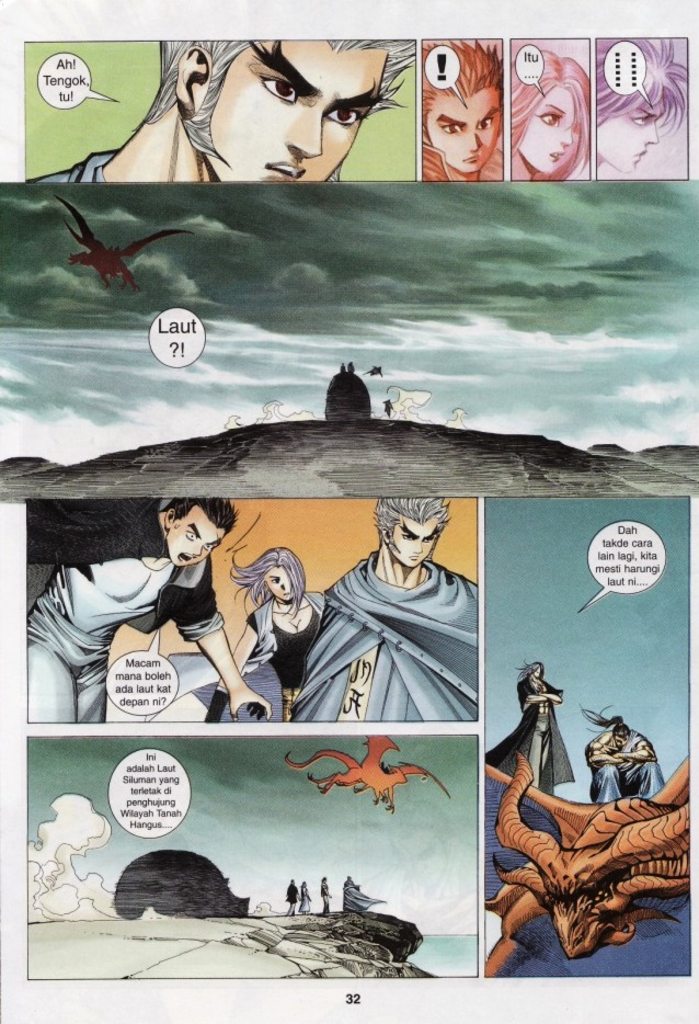 Ah!
Tengok,
tu!
!
Itu
....
Laut
?!
Macam
mana boleh
ada laut kat
depan ni?
Dah
takde cara
lain lagi, kita
mesti harungi
laut ni....
Ini
adalah Laut
Siluman yang
terletak di
penghujung
Wilayah Tanah
Hangus....
32